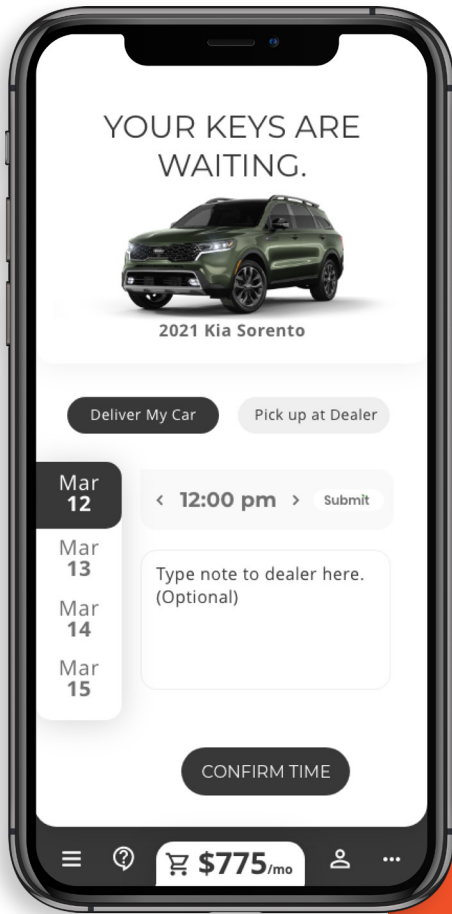 YOUR KEYS ARE
WAITING.
2021 Kia Sorento
Deliver My Car
Pick up at Dealer
Mar
12
12:00 pm
Submit
Mar
13
Type note to dealer here.
(Optional)
Mar
14
Mar
15
CONFIRM TIME
$775/mo